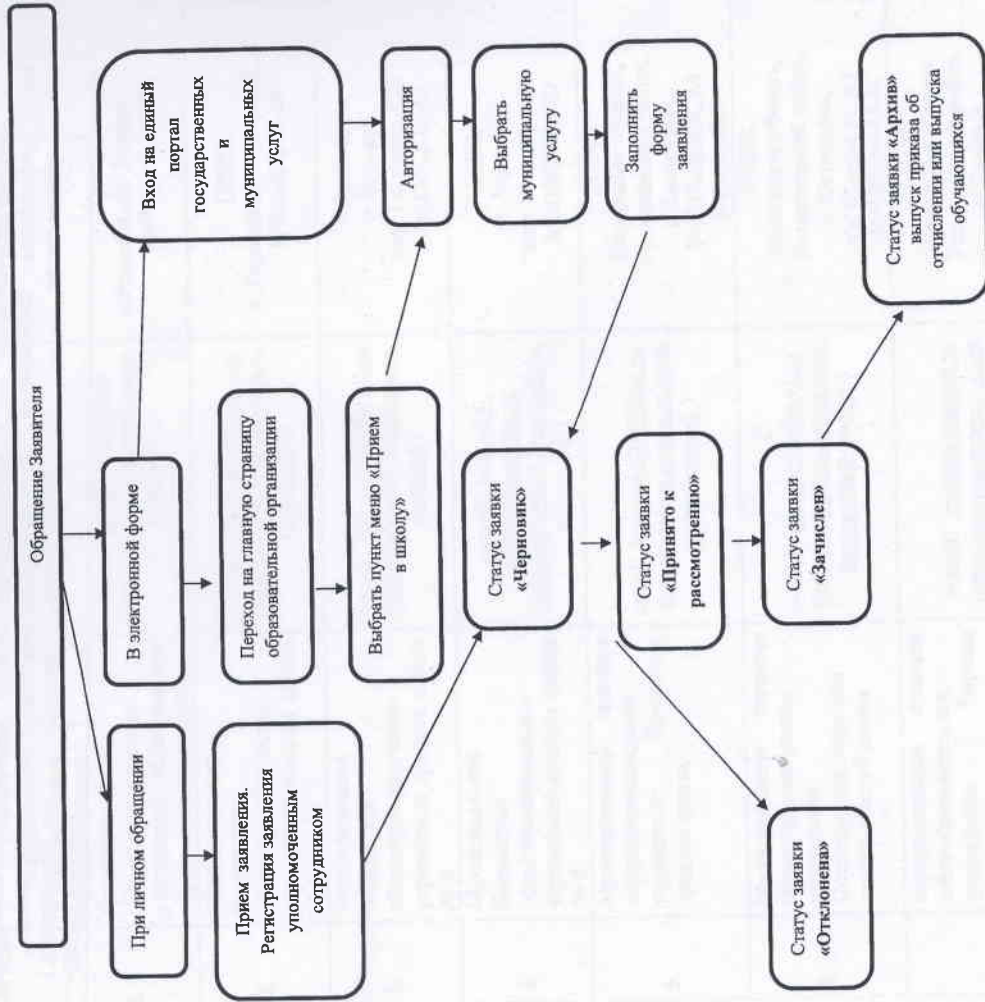 Обращение Заявителя
При личном обращении
В электронной форме
Вход на единый
портал
государственных
и
муниципальных
услуг
Прием заявления.
Регистрация заявления
уполномоченным
сотрудником
Переход на главную страницу
образовательной организации
Авторизация
Выбрать пункт меню «Прием
в школу»
Выбрать
муниципальную
услугу
Статус заявки
«Черновик»
Заполнить
форму
заявления
Статус заявки
«Принято к
рассмотрению»
Статус заявки
«Отклонена»
Статус заявки
«Зачислен»
Статус заявки «Архив»
выпуск приказа об
отчислении или выпуска
обучающихся